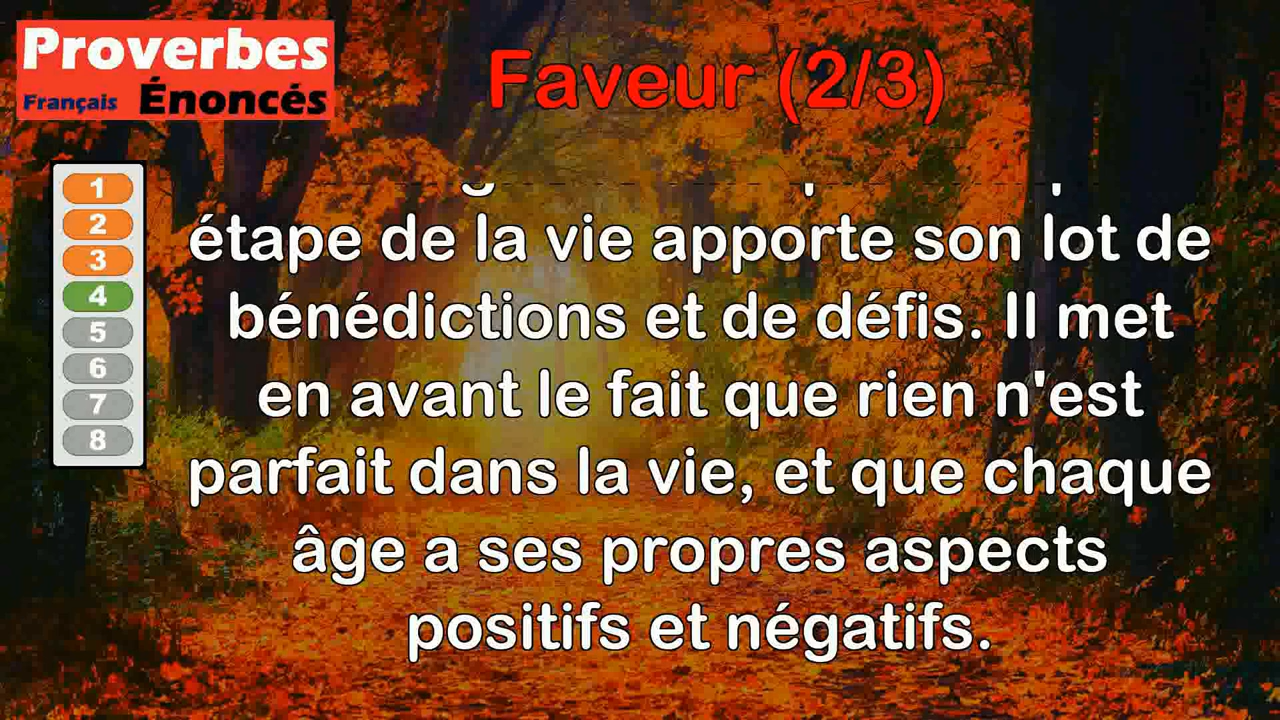 Proverbes
Français Énoncés
Faveur (2/3)
1
2
3
4
5
6
7
8
étape de la vie apporte son lot de
bénédictions et de défis. Il met
en avant le fait que rien n'est
parfait dans la vie, et que chaque
âge a ses propres aspects
positifs et négatifs.